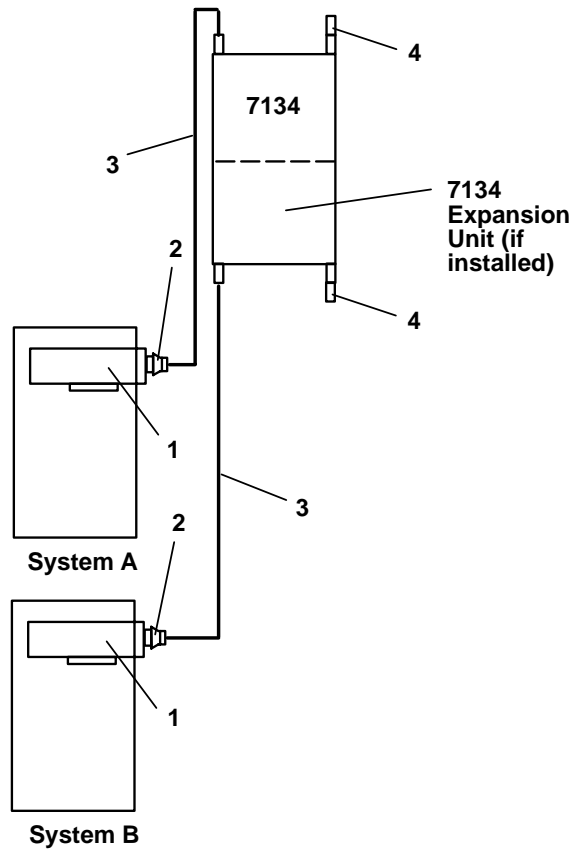 4
7134
3
7134
Expansion
Unit (if
installed)
2
4
1
3
2
System A
1
System B